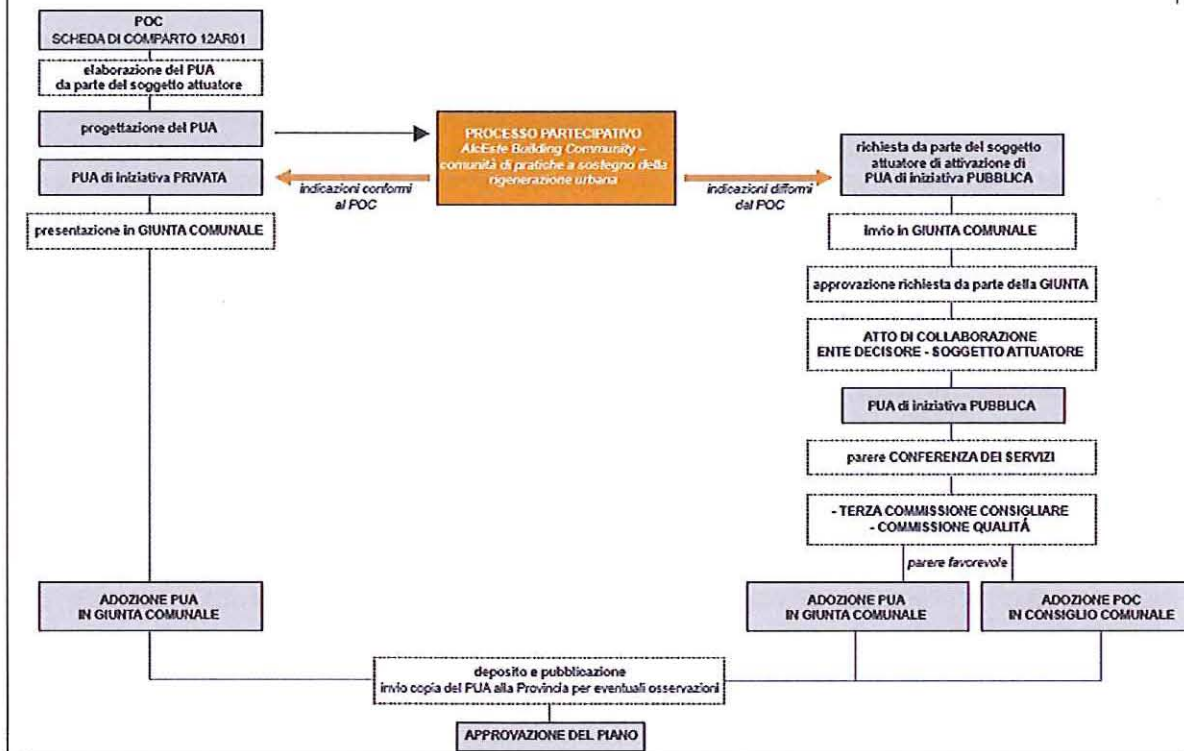 POC
SCHEDA DI COMPARTO 12AR01
elaborazione del PUA
da parte del soggetto attuatore
progettazione del PUA
PUA di iniziativa PRIVATA
presentazione in GIUNTA COMUNALE
ADOZIONE PUA
IN GIUNTA COMUNALE
PROCESSO PARTECIPATIVO
AlcEste Building Community –
comunità di pratiche a sostegno della
rigenerazione urbana
indicazioni conformi
al POC
indicazioni difformi
dal POC
richiesta da parte del soggetto
attuatore di attivazione di
PUA di iniziativa PUBBLICA
invio in GIUNTA COMUNALE
approvazione richiesta da parte della GIUNTA
ATTO DI COLLABORAZIONE
ENTE DECISORE - SOGGETTO ATTUATORE
PUA di iniziativa PUBBLICA
parere CONFERENZA DEI SERVIZI
- TERZA COMMISSIONE CONSIGLIARE
- COMMISSIONE QUALITÁ
parere favorevole
ADOZIONE PUA
IN GIUNTA COMUNALE
ADOZIONE POC
IN CONSIGLIO COMUNALE
deposito e pubblicazione
invio copia del PUA alla Provincia per eventuali osservazioni
APPROVAZIONE DEL PIANO